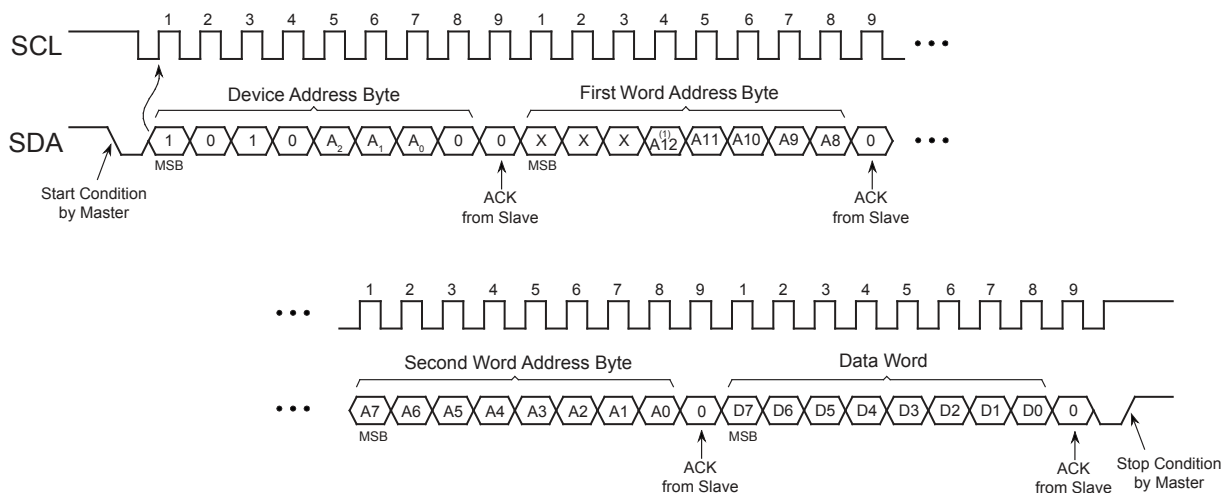 1 2 3 4 5 6 7 8 9 1 2 3 4 5 6 7 8 9
SCL
Device Address Byte First Word Address Byte
SDA 1 0 1 0 A2 A1 A0 0 0 X X X A12(1) A11 A10 A9 A8 0
MSB MSB
Start Condition
by Master
ACK
from Slave
ACK
from Slave
1 2 3 4 5 6 7 8 9 1 2 3 4 5 6 7 8 9
Second Word Address Byte Data Word
A7 A6 A5 A4 A3 A2 A1 A0 0 D7 D6 D5 D4 D3 D2 D1 D0 0
MSB MSB
ACK
from Slave
ACK
from Slave
Stop Condition
by Master